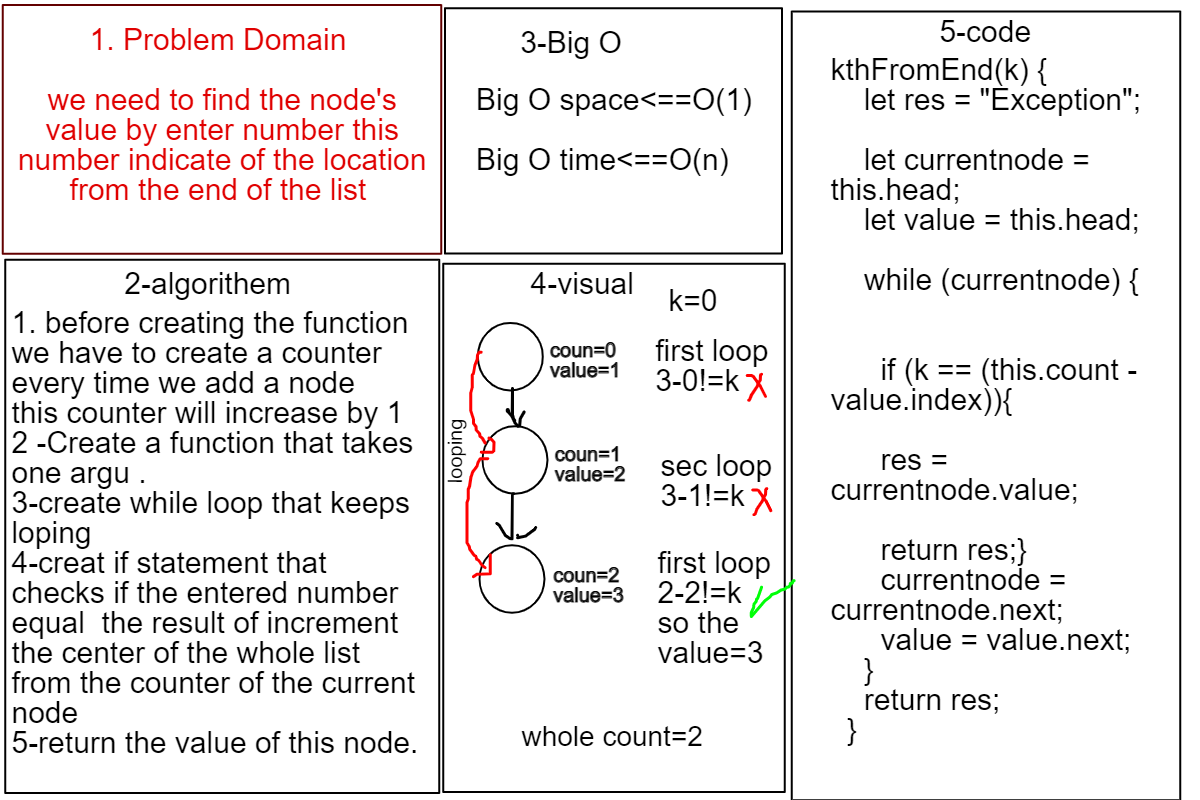 1. Problem Domain
we need to find the node's
value by enter number this
number indicate of the location
from the end of the list
2-algorithem
1. before creating the function
we have to create a counter
every time we add a node
this counter will increase by 1
2 -Create a function that takes
one argu .
3-create while loop that keeps
loping
4-creat if statement that
checks if the entered number
equal  the result of increment
the center of the whole list
from the counter of the current
node
5-return the value of this node.
3-Big O
Big O space<==O(1)
Big O time<==O(n)
4-visual
k=0
coun=0
value=1
first loop
3-0!=k X
looping
coun=1
value=2
sec loop
3-1!=k X
coun=2
value=3
first loop
2-2!=k
so the
value=3
whole count=2
5-code
kthFromEnd(k) {
let res = "Exception";
let currentnode =
this.head;
let value = this.head;
while (currentnode) {
if (k == (this.count -
value.index)){
res =
currentnode.value;
return res;}
currentnode =
currentnode.next;
value = value.next;
}
return res;
}